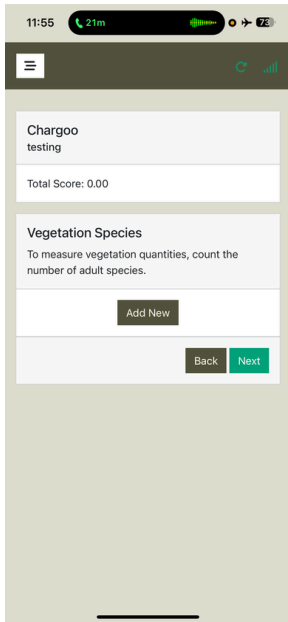 11:55
21m
73
Chargoo
testing
Total Score: 0.00
Vegetation Species
To measure vegetation quantities, count the
number of adult species.
Add New
Back
Next